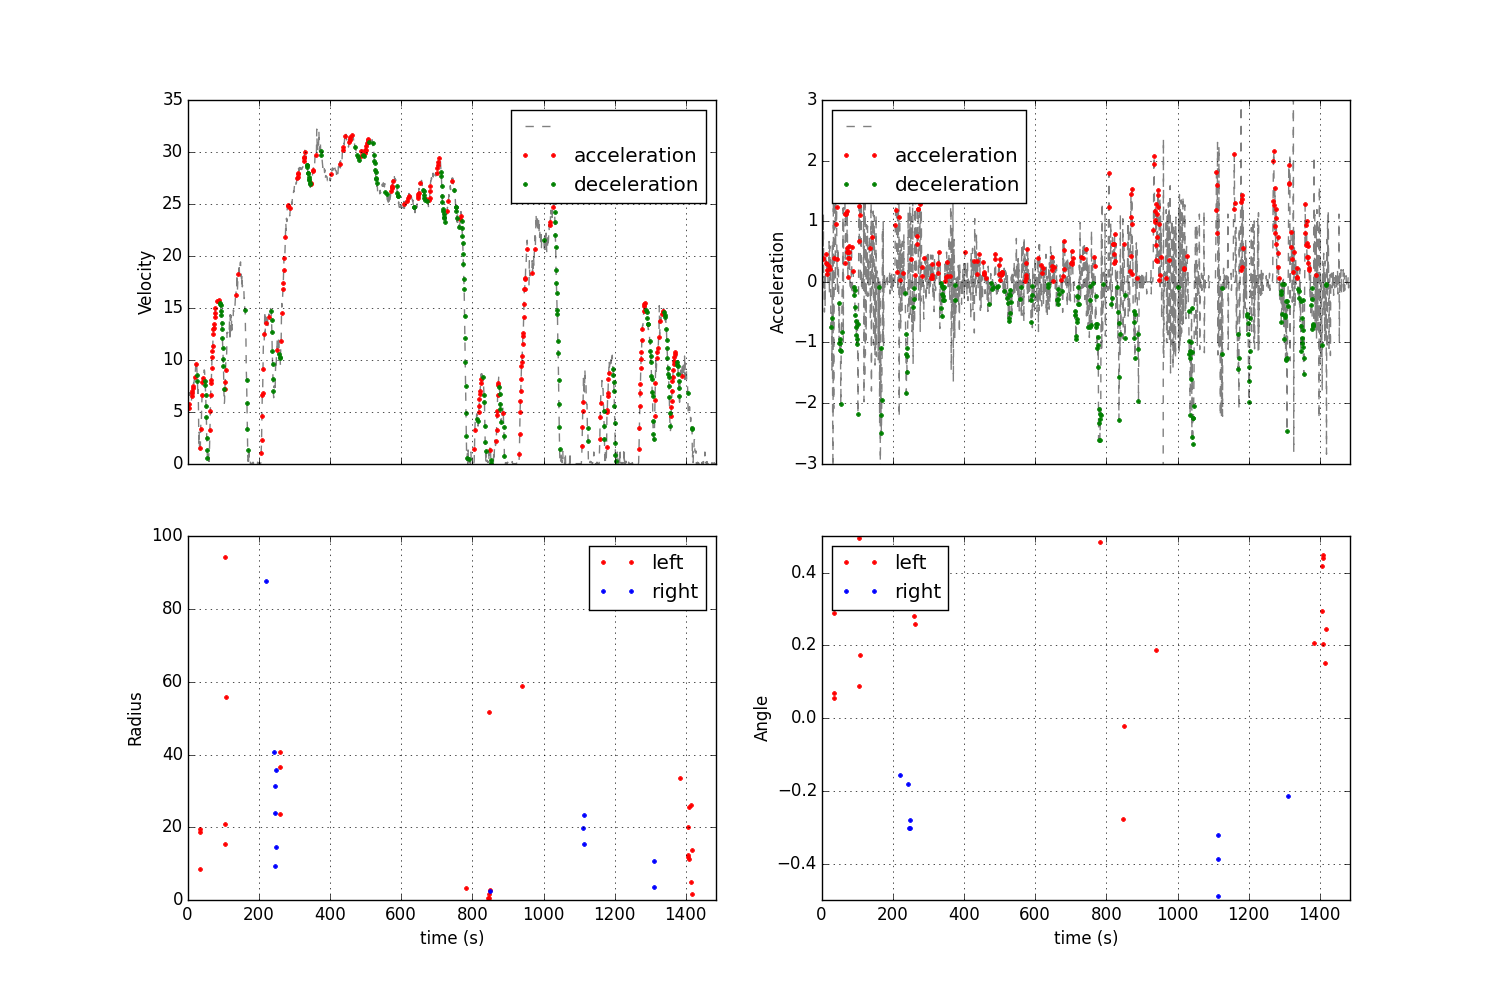 35
30
25
20
15
10
5
0
Velocity
acceleration
deceleration
3
2
1
0
−1
−2
−3
Acceleration
acceleration
deceleration
100
80
60
40
20
0
Radius
left
right
0 200 400 600 800 1000 1200 1400
time (s)
0.4
0.2
0.0
−0.2
−0.4
Angle
left
right
0 200 400 600 800 1000 1200 1400
time (s)